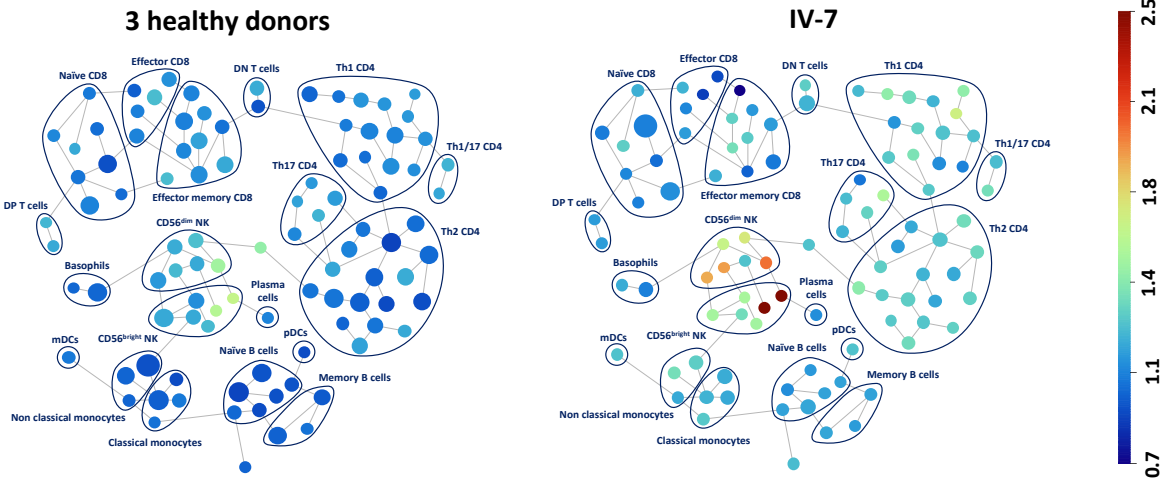 3 healthy donors
IV-7
Naïve CD8
Effector CD8
DN T cells
Th1 CD4
Th1/17 CD4
Th17 CD4
Effector memory CD8
DP T cells
CD56dim NK
Th2 CD4
Basophils
Plasma
cells
mDCs
CD56bright NK
pDCs
Naïve B cells
Memory B cells
Non classical monocytes
Classical monocytes
Naïve CD8
Effector CD8
DN T cells
Th1 CD4
Th1/17 CD4
Th17 CD4
Effector memory CD8
DP T cells
CD56dim NK
Th2 CD4
Basophils
Plasma
cells
mDCs
CD56bright NK
pDCs
Naïve B cells
Memory B cells
Non classical monocytes
Classical monocytes
2.5
2.1
1.8
1.4
1.1
0.7